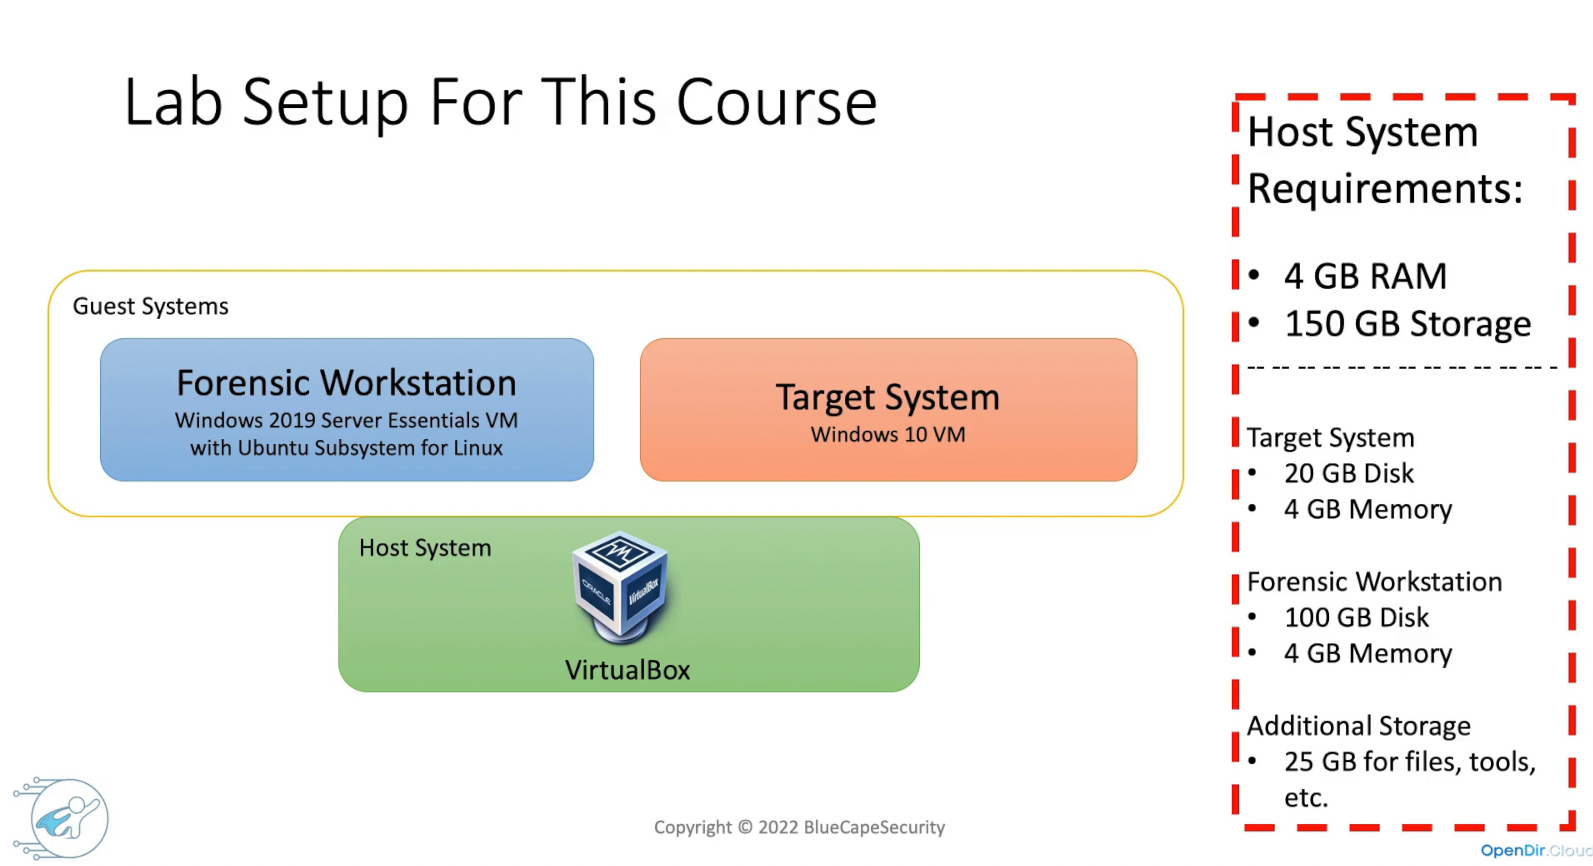 Lab Setup For This Course
Guest Systems
Forensic Workstation
Windows 2019 Server Essentials VM
with Ubuntu Subsystem for Linux
Target System
Windows 10 VM
Host System
ORACLE
VirtualBox
VirtualBox
Host System
Requirements:
• 4 GB RAM
• 150 GB Storage
-- -- -- -- -- -- -- -- -- -- -- -
Target System
• 20 GB Disk
• 4 GB Memory
Forensic Workstation
• 100 GB Disk
• 4 GB Memory
Additional Storage
• 25 GB for files, tools,
etc.
Copyright © 2022 BlueCapeSecurity
OpenDir.Cloud